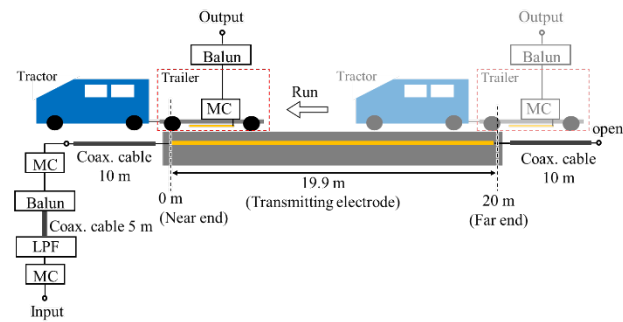 Output
Output
Balun
Balun
Tractor
Trailer
Tractor
Trailer
MC
Run
MC
open
Coax. cable
10 m
Coax. cable
10 m
MC
19.9 m
(Transmitting electrode)
0 m
(Near end)
20 m
(Far end)
Balun
Coax. cable 5 m
LPF
MC
Input